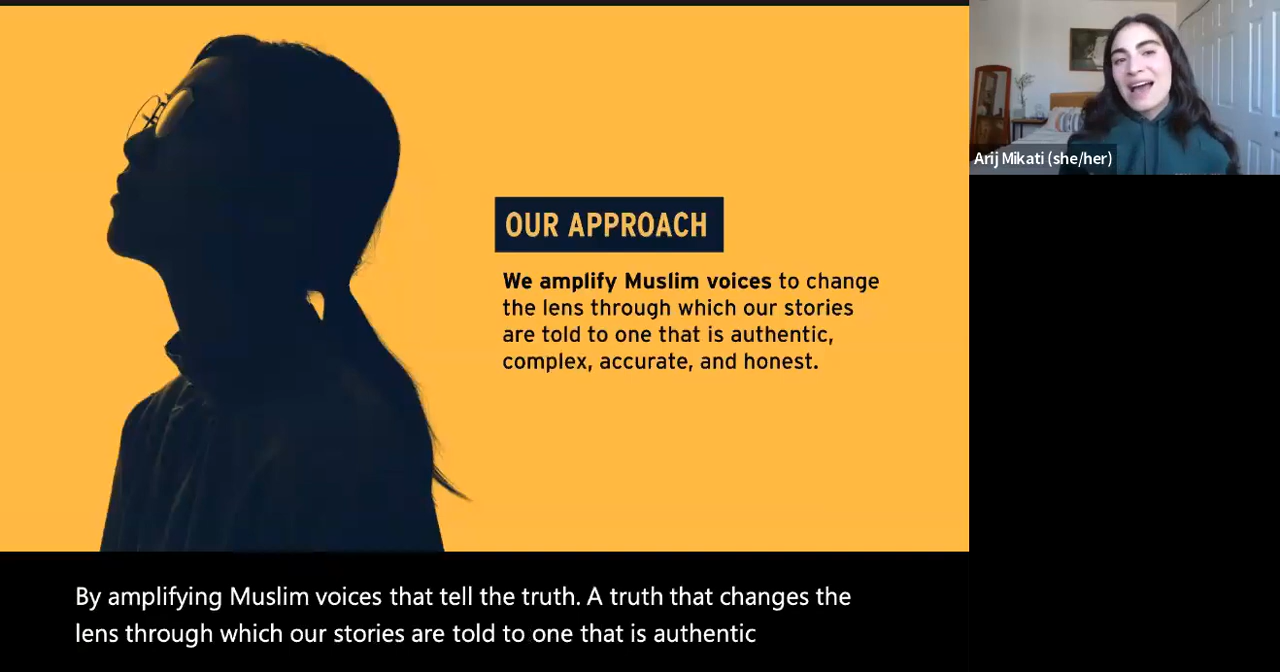 OUR APPROACH
We amplify Muslim voices to change
the lens through which our stories
are told to one that is authentic,
complex, accurate, and honest.
Arij Mikati (she/her)
By amplifying Muslim voices that tell the truth. A truth that changes the
lens through which our stories are told to one that is authentic